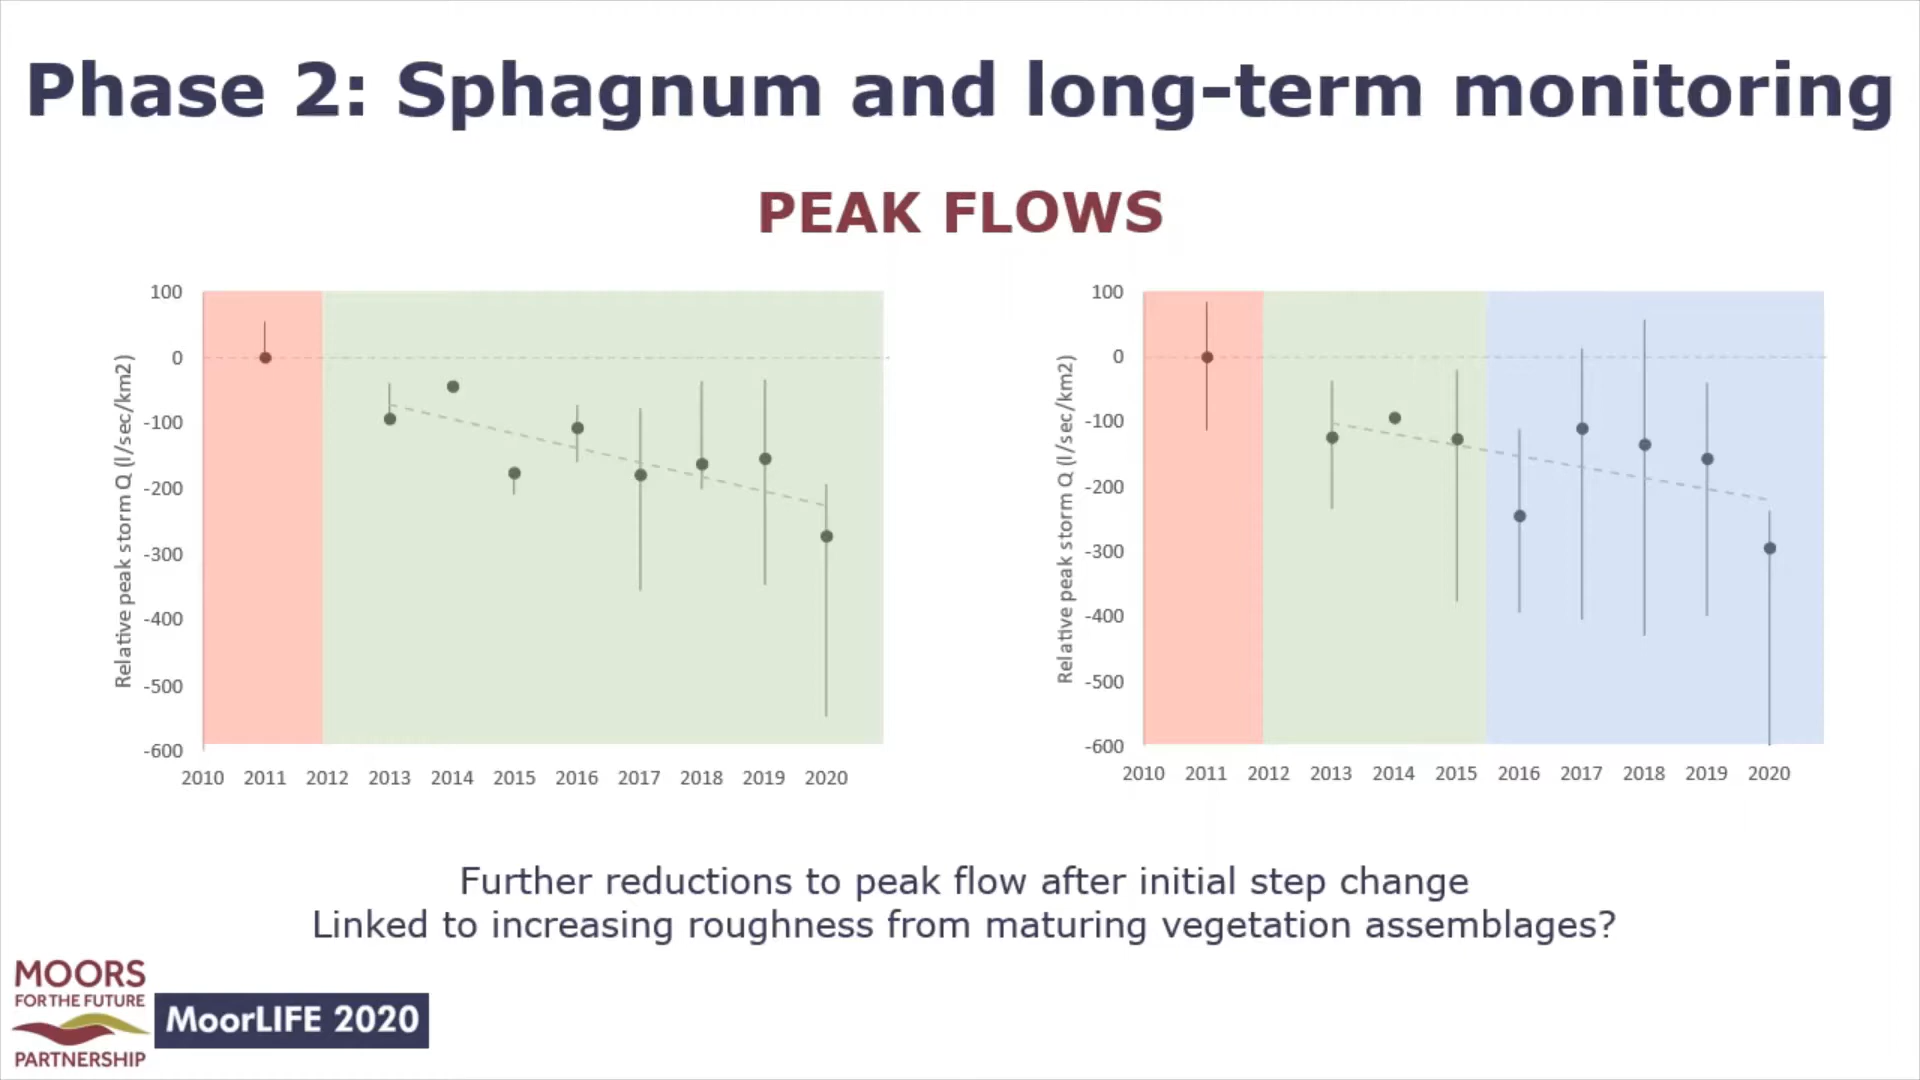 Phase 2: Sphagnum and long-term monitoring
PEAK FLOWS
Relative peak storm Q (l/sec/km2)
100
0
-100
-200
-300
-400
-500
-600
2010 2011 2012 2013 2014 2015 2016 2017 2018 2019 2020
Relative peak storm Q (l/sec/km2)
100
0
-100
-200
-300
-400
-500
-600
2010 2011 2012 2013 2014 2015 2016 2017 2018 2019 2020
Further reductions to peak flow after initial step change
Linked to increasing roughness from maturing vegetation assemblages?
MOORS
FOR THE FUTURE
PARTNERSHIP
MoorLIFE 2020